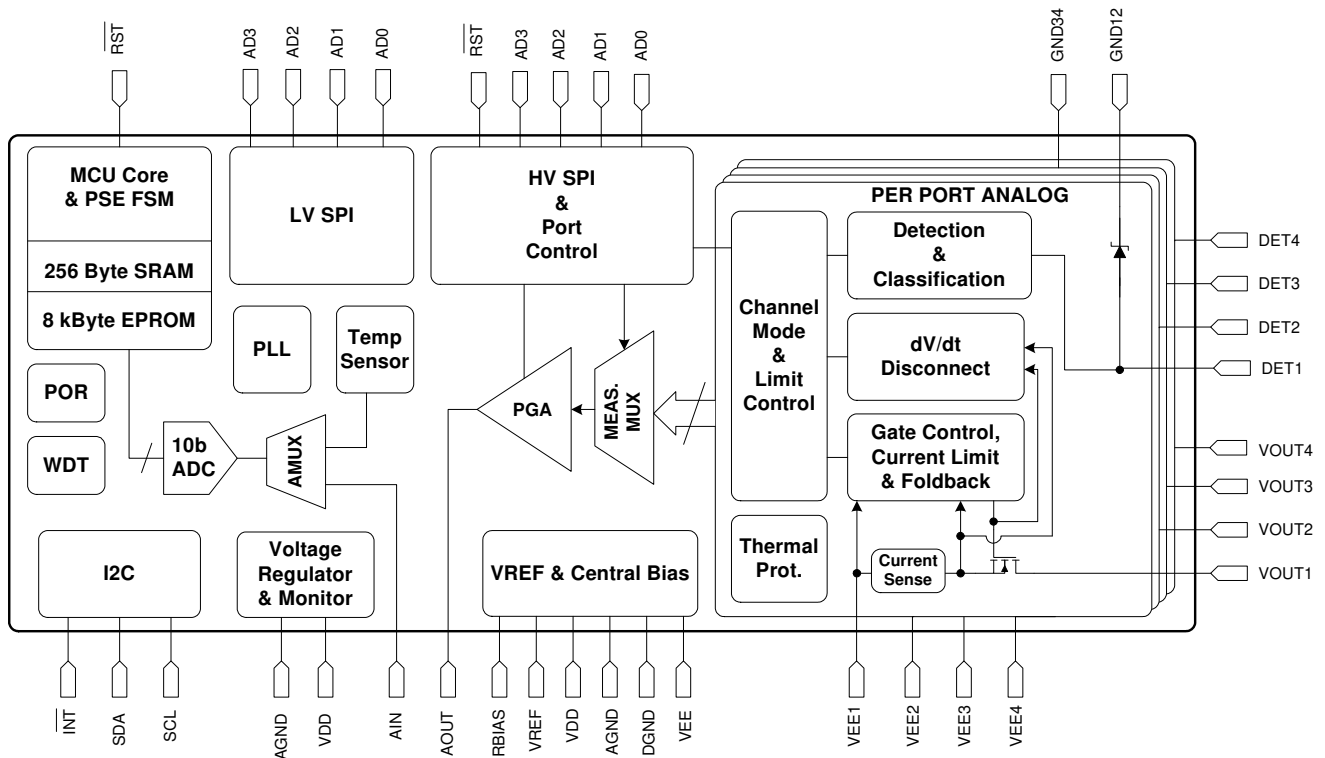 RST
AD3
AD2
AD1
AD0
RST
AD3
AD2
AD1
AD0
GND34
GND12
MCU Core
& PSE FSM
256 Byte SRAM
8 kByte EPROM
LV SPI
HV SPI
&
Port
Control
PER PORT ANALOG
Channel
Mode
&
Limit
Control
Detection
&
Classification
dV/dt
Disconnect
Gate Control,
Current Limit
& Foldback
Thermal
Prot.
Current
Sense
DET4
DET3
DET2
DET1
VOUT4
VOUT3
VOUT2
VOUT1
PLL
Temp
Sensor
POR
WDT
10b
ADC
AMUX
PGA
MEAS.
MUX
I2C
Voltage
Regulator
& Monitor
VREF & Central Bias
INT
SDA
SCL
AGND
VDD
AIN
AOUT
RBIAS
VREF
VDD
AGND
DGND
VEE
VEE1
VEE2
VEE3
VEE4